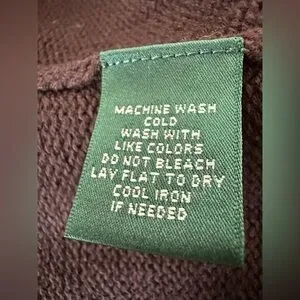 MACHINE WASH
COLD
WASH WITH
LIKE COLORS
DO NOT BLEACH
LAY FLAT TO DRY
COOL IRON
IF NEEDED